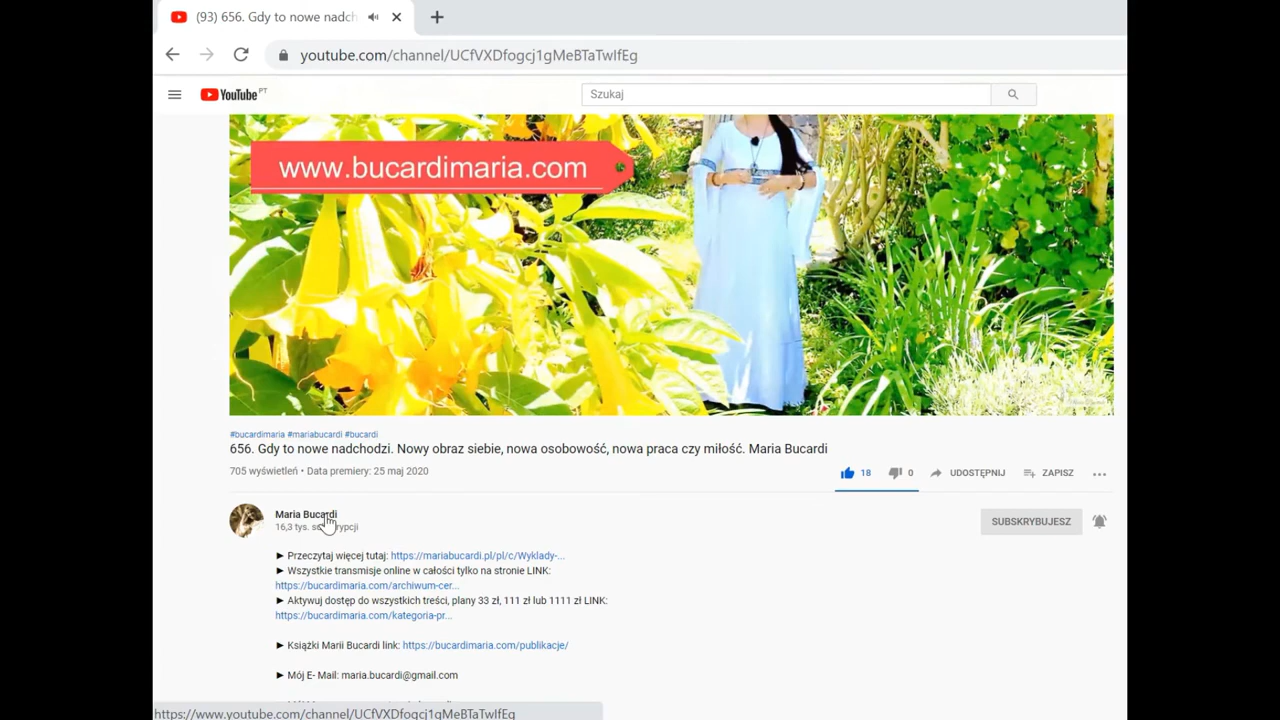 (93) 656. Gdy to nowe nadch
youtube.com/channel/UCfVXDfogcj1gMeBTaTwIfEg
YouTube PT
Szukaj
www.bucardimaria.com
#bucardimaria #mariabucardi #bucardi
656. Gdy to nowe nadchodzi. Nowy obraz siebie, nowa osobowość, nowa praca czy miłość. Maria Bucardi
705 wyświetleń • Data premiery: 25 maj 2020
18 0 UDOSTĘPNIJ ZAPISZ
Maria Bucardi
16,3 tys.
SUBSKRYBUJESZ
► Przeczytaj więcej tutaj: https://mariabucardi.pl/pl/c/Wyklady-...
► Wszystkie transmisje online w całości tylko na stronie LINK:
https://bucardimaria.com/archiwum-cer...
► Aktywuj dostęp do wszystkich treści, plany 33 zł, 111 zł lub 1111 zł LINK:
https://bucardimaria.com/kategoria-pr...
► Książki Marii Bucardi link: https://bucardimaria.com/publikacje/
► Mój E- Mail: maria.bucardi@gmail.com
https://www.youtube.com/channel/UCfVXDfogcj1gMeBTaTwIfEg